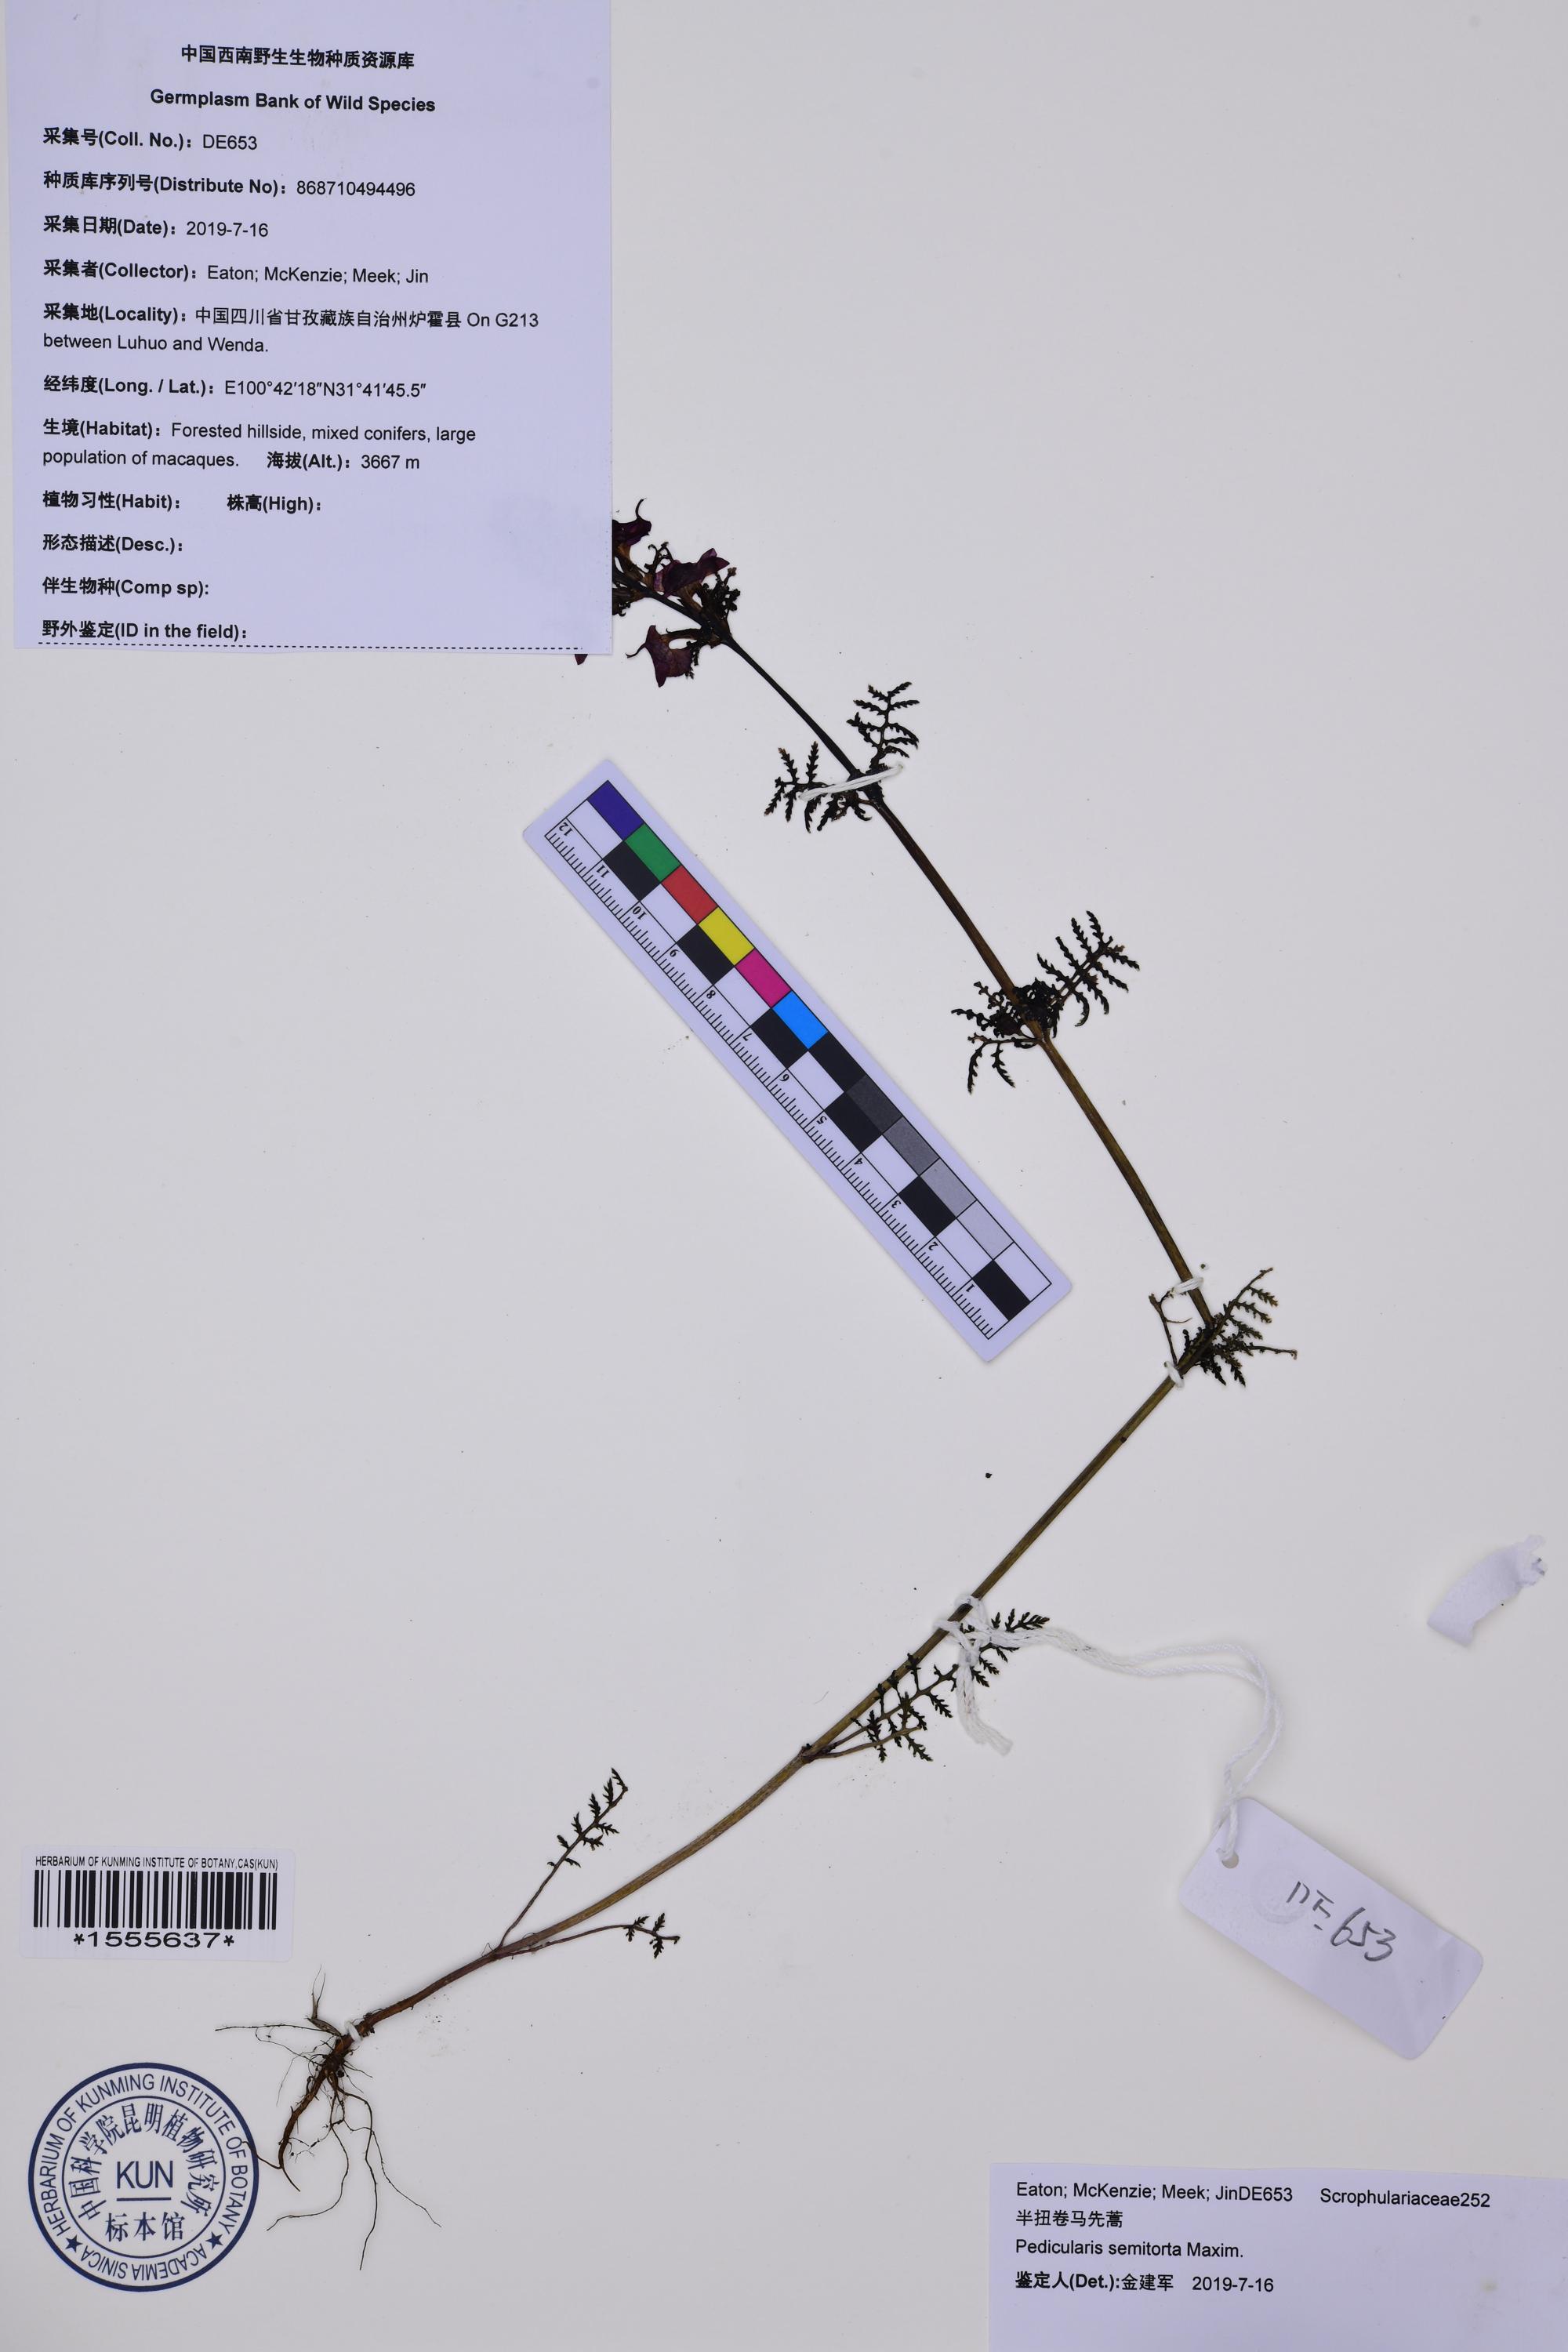 中国西南野生生物种质资源库
Germplasm Bank of Wild Species
采集号(Coll. No.)：DE653
种质库序列号(Distribute No)：868710494496
采集日期(Date)：2019-7-16
采集者(Collector)：Eaton; McKenzie; Meek; Jin
采集地(Locality)：中国四川省甘孜藏族自治州炉霍县 On G213
between Luhuo and Wenda.
经纬度(Long. / Lat.)：E100°42′18″N31°41′45.5″
生境(Habitat)：Forested hillside, mixed conifers, large
population of macaques. 海拔(Alt.)：3667 m
植物习性(Habit)： 株高(High)：
形态描述(Desc.)：
伴生物种(Comp sp):
野外鉴定(ID in the field)：
12 11 10 9 8 7 6 5 4 3 2 1
HERBARIUM OF KUNMING INSTITUTE OF BOTANY,CAS(KUN)
*1555637*
DE653
HERBARIUM OF KUNMING INSTITUTE OF BOTANY
★ACADEMIA SINICA★
中国科学院昆明植物研究所
KUN
标本馆
Eaton; McKenzie; Meek; JinDE653 Scrophulariaceae252
半扭卷马先蒿
Pedicularis semitorta Maxim.
鉴定人(Det.):金建军 2019-7-16